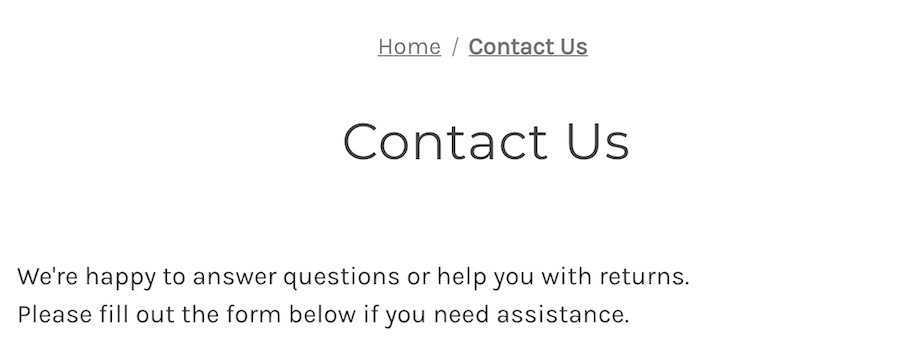 Home / Contact Us
Contact Us
We're happy to answer questions or help you with returns.
Please fill out the form below if you need assistance.